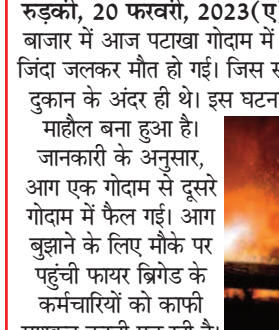 रुड़की, 20 फरवरी, 2023(ए
बाजार में आज पटाखा गोदाम में
जिंदा जलकर मौत हो गई। जिस
दुकान के अंदर ही थे। इस घटना
माहौल बना हुआ है।
जानकारी के अनुसार,
आग एक गोदाम से दूसरे
गोदाम में फैल गई। आग
बुझाने के लिए मौके पर
पहुंची फायर ब्रिगेड के
कर्मचारियों को काफी